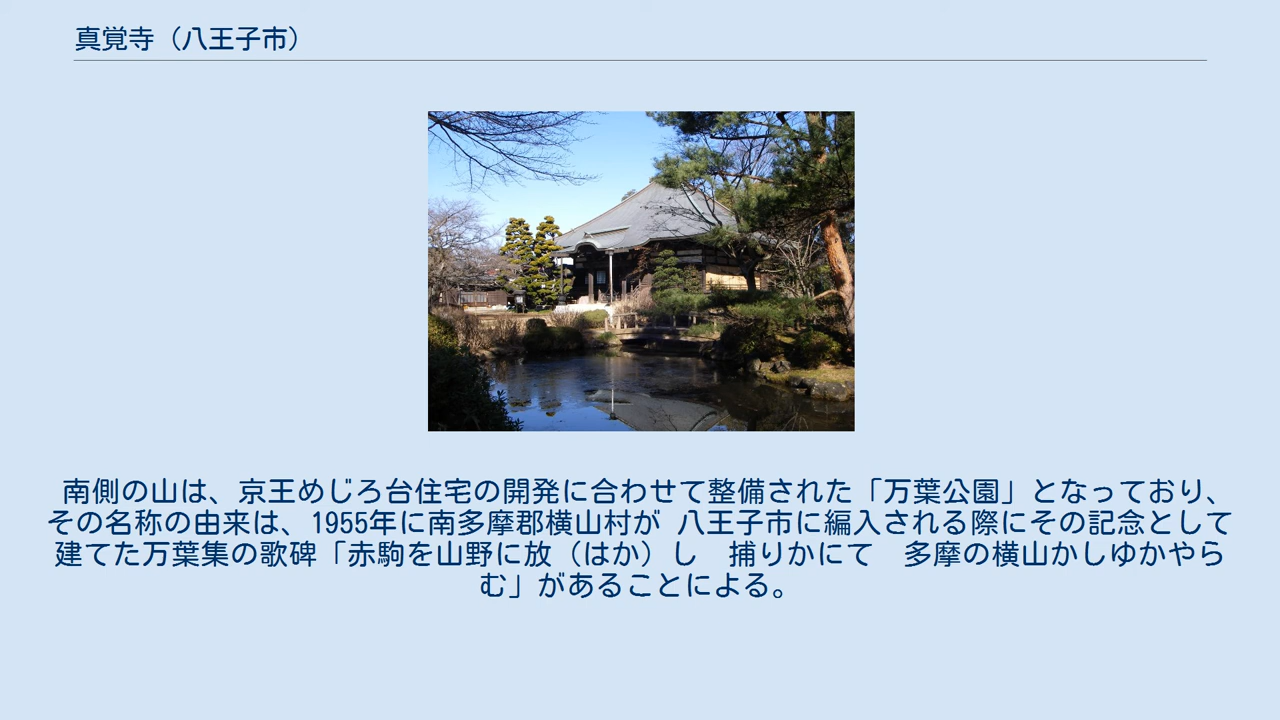 真覚寺（八王子市）
南側の山は、京王めじろ台住宅の開発に合わせて整備された「万葉公園」となっており、
その名称の由来は、1955年に南多摩郡横山村が 八王子市に編入される際にその記念として
建てた万葉集の歌碑「赤駒を山野に放（はか）し　捕りかにて　多摩の横山かしゆかやら
む」があることによる。